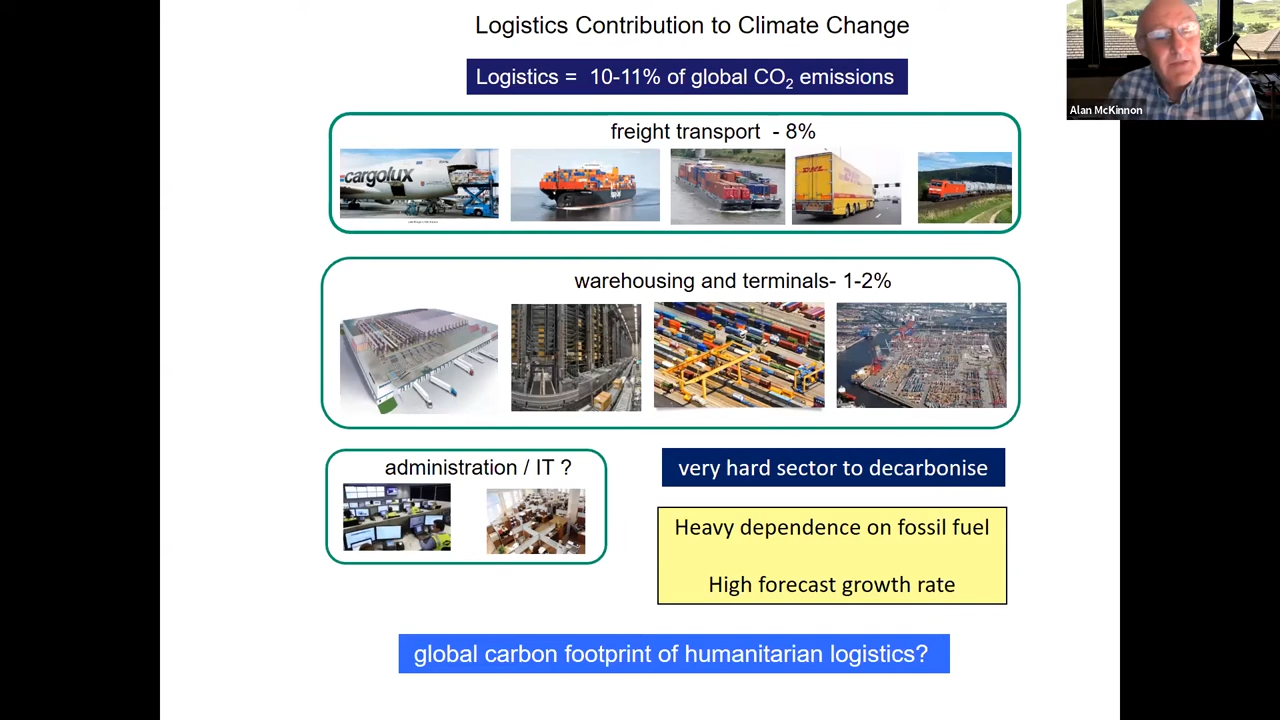 Logistics Contribution to Climate Change
Logistics = 10-11% of global CO2 emissions
Alan McKinnon
freight transport - 8%
cargolux
DHL
warehousing and terminals- 1-2%
administration / IT ?
very hard sector to decarbonise
Heavy dependence on fossil fuel
High forecast growth rate
global carbon footprint of humanitarian logistics?